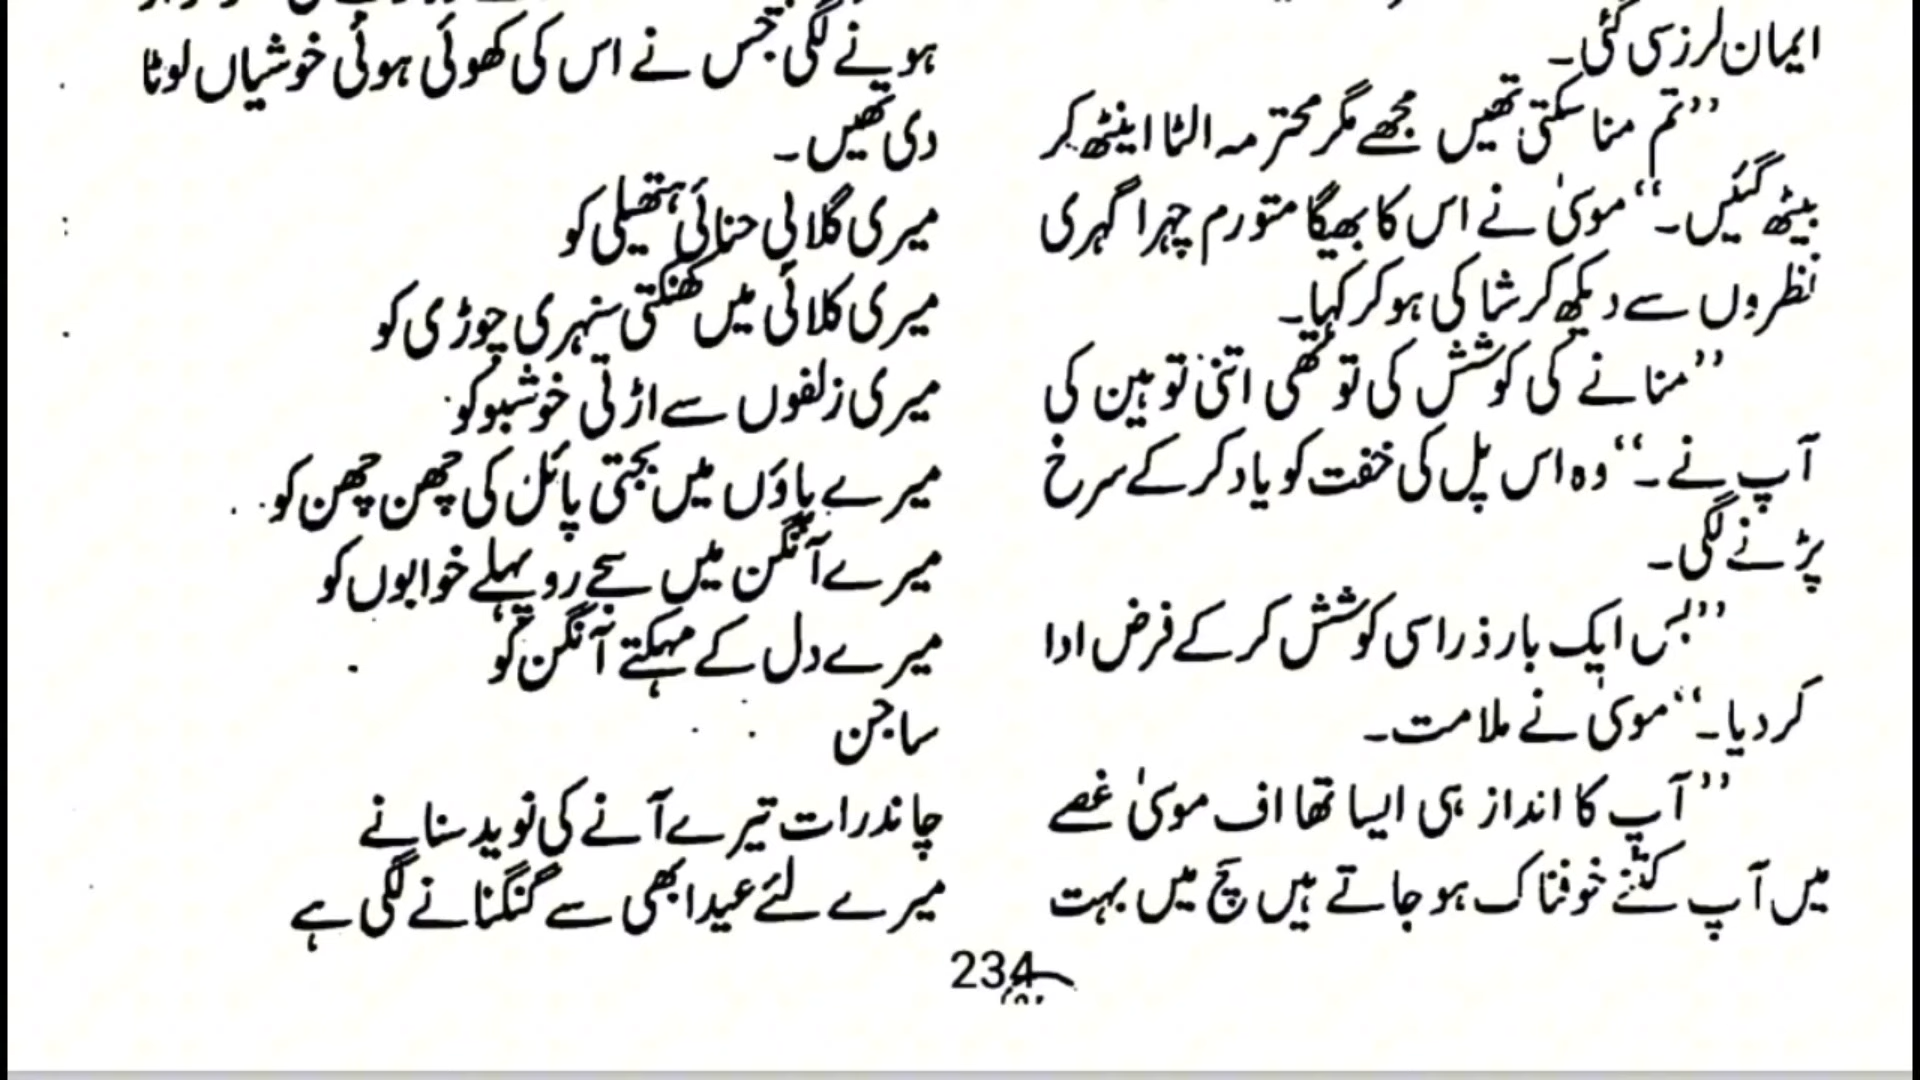 ایمان لرز سی گئی۔
’’تم منا سکتی تھیں مجھے مگر محترمہ الٹا اینٹھ کر
بیٹھ گئیں۔‘‘ موسیٰ نے اس کا بھیگا متورم چہرا گہری
نظروں سے دیکھ کر شاکی ہو کر کہا۔
’’منانے کی کوشش کی تو تھی اتنی توہین کی
آپ نے۔‘‘ وہ اس پل کی خفت کو یاد کر کے سرخ
پڑنے لگی۔
’’بس ایک بار ذرا سی کوشش کر کے فرض ادا
کر دیا۔‘‘ موسیٰ نے ملامت۔
’’آپ کا انداز ہی ایسا تھا اف موسیٰ غصے
میں آپ کتنے خوفناک ہو جاتے ہیں سچ میں بہت
ہونے لگی جس نے اس کی کھوئی ہوئی خوشیاں لوٹا
دی تھیں۔
میری گلابی حنائی ہتھیلی کو
میری کلائی میں کھنکتی سنہری چوڑی کو
میری زلفوں سے اڑتی خوشبو کو
میرے پاؤں میں بجتی پائل کی چھن چھن کو
میرے آنگن میں سجے روپہلے خوابوں کو
میرے دل کے مہکتے آنگن کو
ساجن
چاند رات تیرے آنے کی نوید سنانے
میرے لئے عید ابھی سے گنگنانے لگی ہے
234